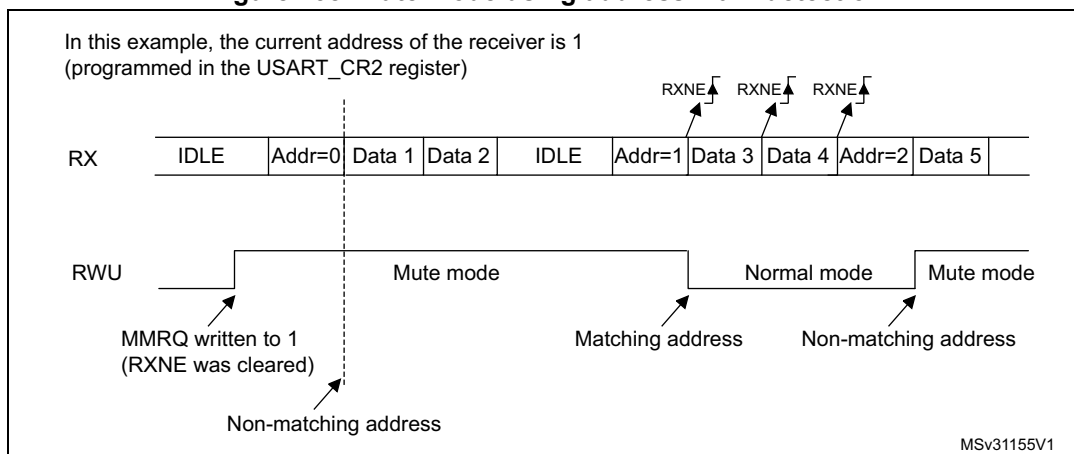 In this example, the current address of the receiver is 1
(programmed in the USART_CR2 register)
RXNE RXNE RXNE
RX IDLE Addr=0 Data 1 Data 2 IDLE Addr=1 Data 3 Data 4 Addr=2 Data 5
RWU Mute mode Normal mode Mute mode
MMRQ written to 1
(RXNE was cleared)
Matching address
Non-matching address
Non-matching address
MSv31155V1